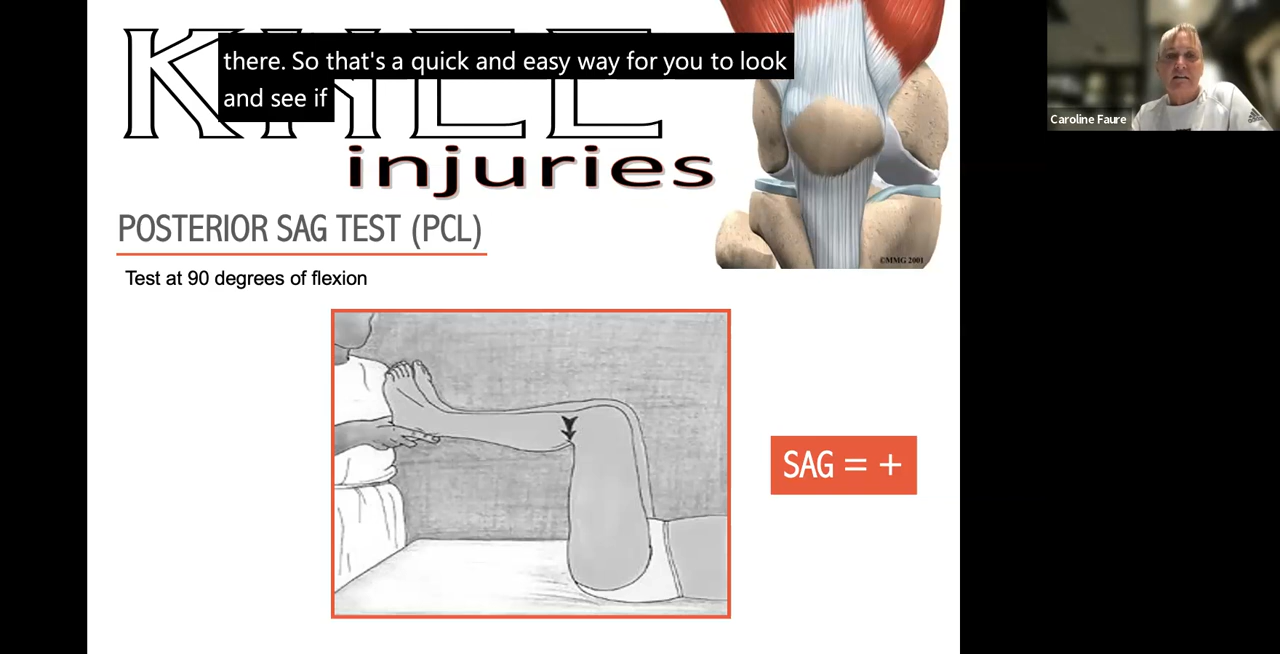 KNEE
there. So that's a quick and easy way for you to look
and see if
injuries
©MMG 2001
POSTERIOR SAG TEST (PCL)
Test at 90 degrees of flexion
SAG = +
Caroline Faure